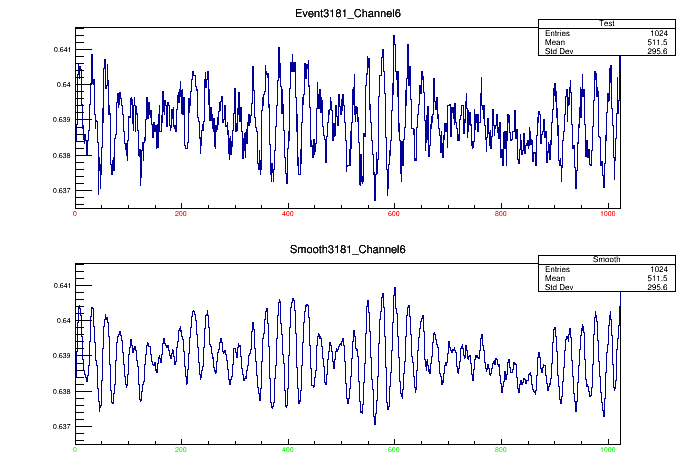 Event3181_Channel6
Test
Entries 1024
Mean 511.5
Std Dev 295.6
0.641
0.64
0.639
0.638
0.637
0 200 400 600 800 1000
Smooth3181_Channel6
Smooth
Entries 1024
Mean 511.5
Std Dev 295.6
0.641
0.64
0.639
0.638
0.637
0 200 400 600 800 1000